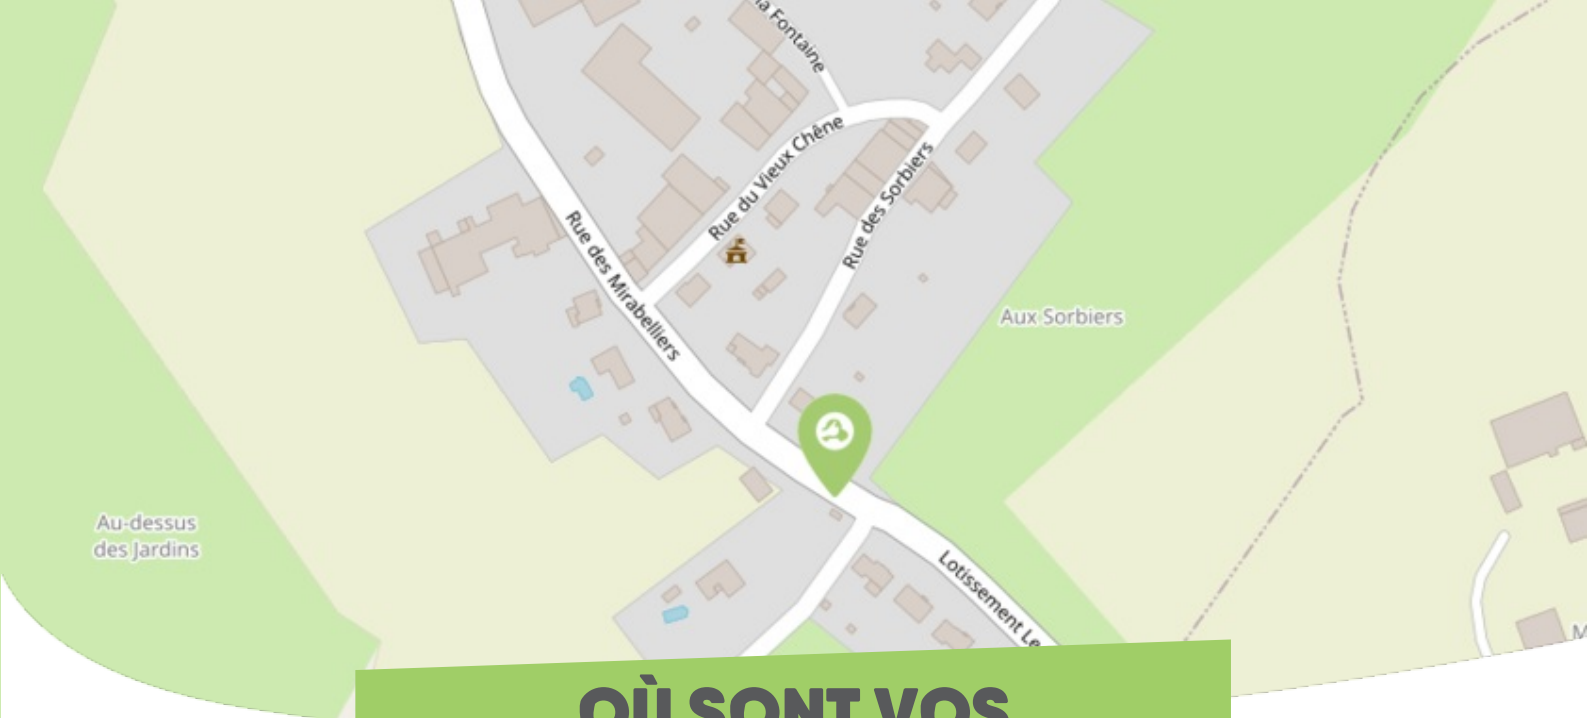 la Fontaine
Rue du Vieux Chêne
Rue des Sorbiers
Rue des Mirabelliers
Aux Sorbiers
Au-dessus
des Jardins
Lotissement Le
M
OÙ SONT VOS